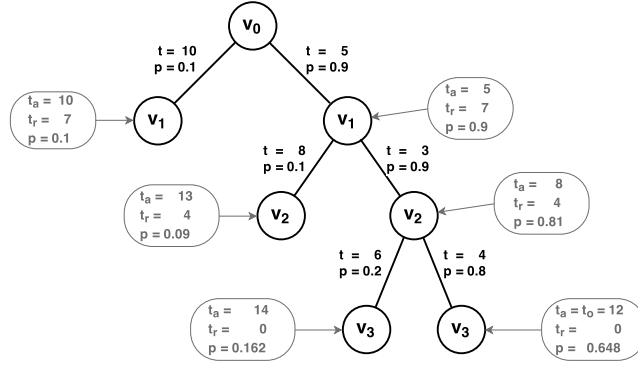 v0
t = 10
p = 0.1
t = 5
p = 0.9
ta = 10
tr = 7
p = 0.1
v1
v1
ta = 5
tr = 7
p = 0.9
t = 8
p = 0.1
t = 3
p = 0.9
ta = 13
tr = 4
p = 0.09
v2
v2
ta = 8
tr = 4
p = 0.81
t = 6
p = 0.2
t = 4
p = 0.8
ta = 14
tr = 0
p = 0.162
v3
v3
ta = to = 12
tr = 0
p = 0.648